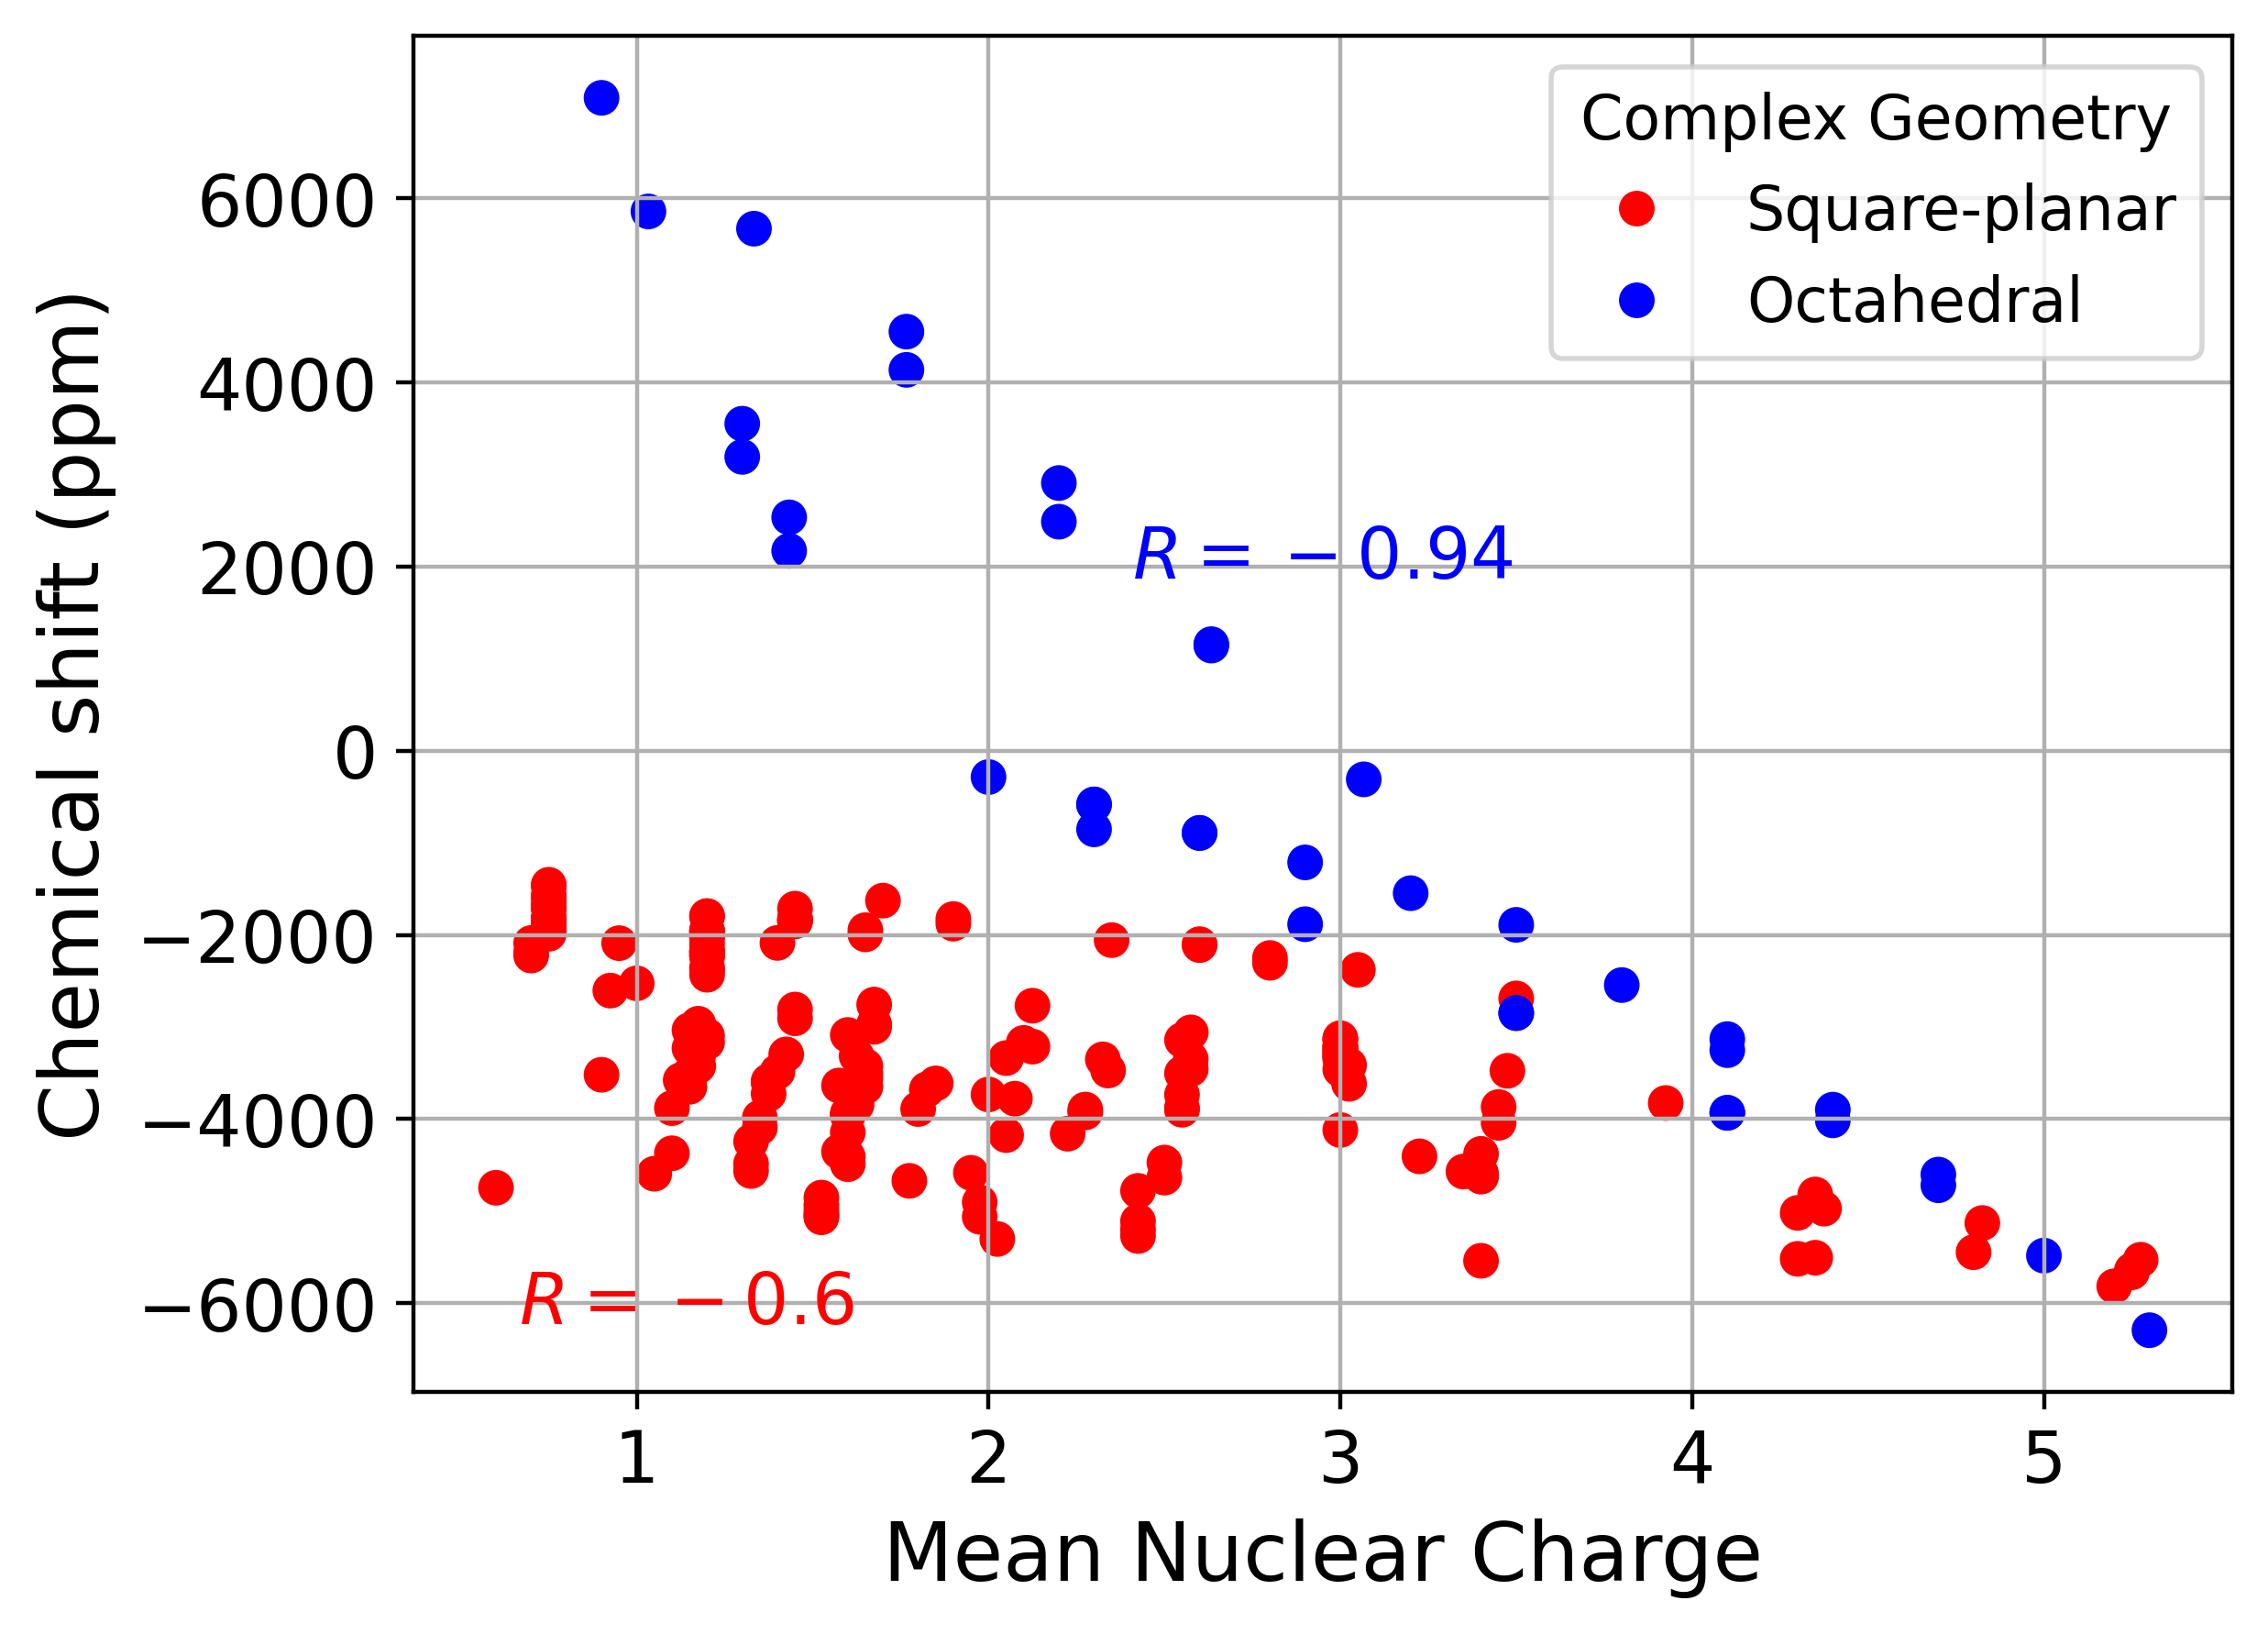 Complex Geometry
Square-planar
Octahedral
6000
4000
2000
0
−2000
−4000
−6000
Chemical shift (ppm)
R = −0.94
R = −0.6
1 2 3 4 5
Mean Nuclear Charge